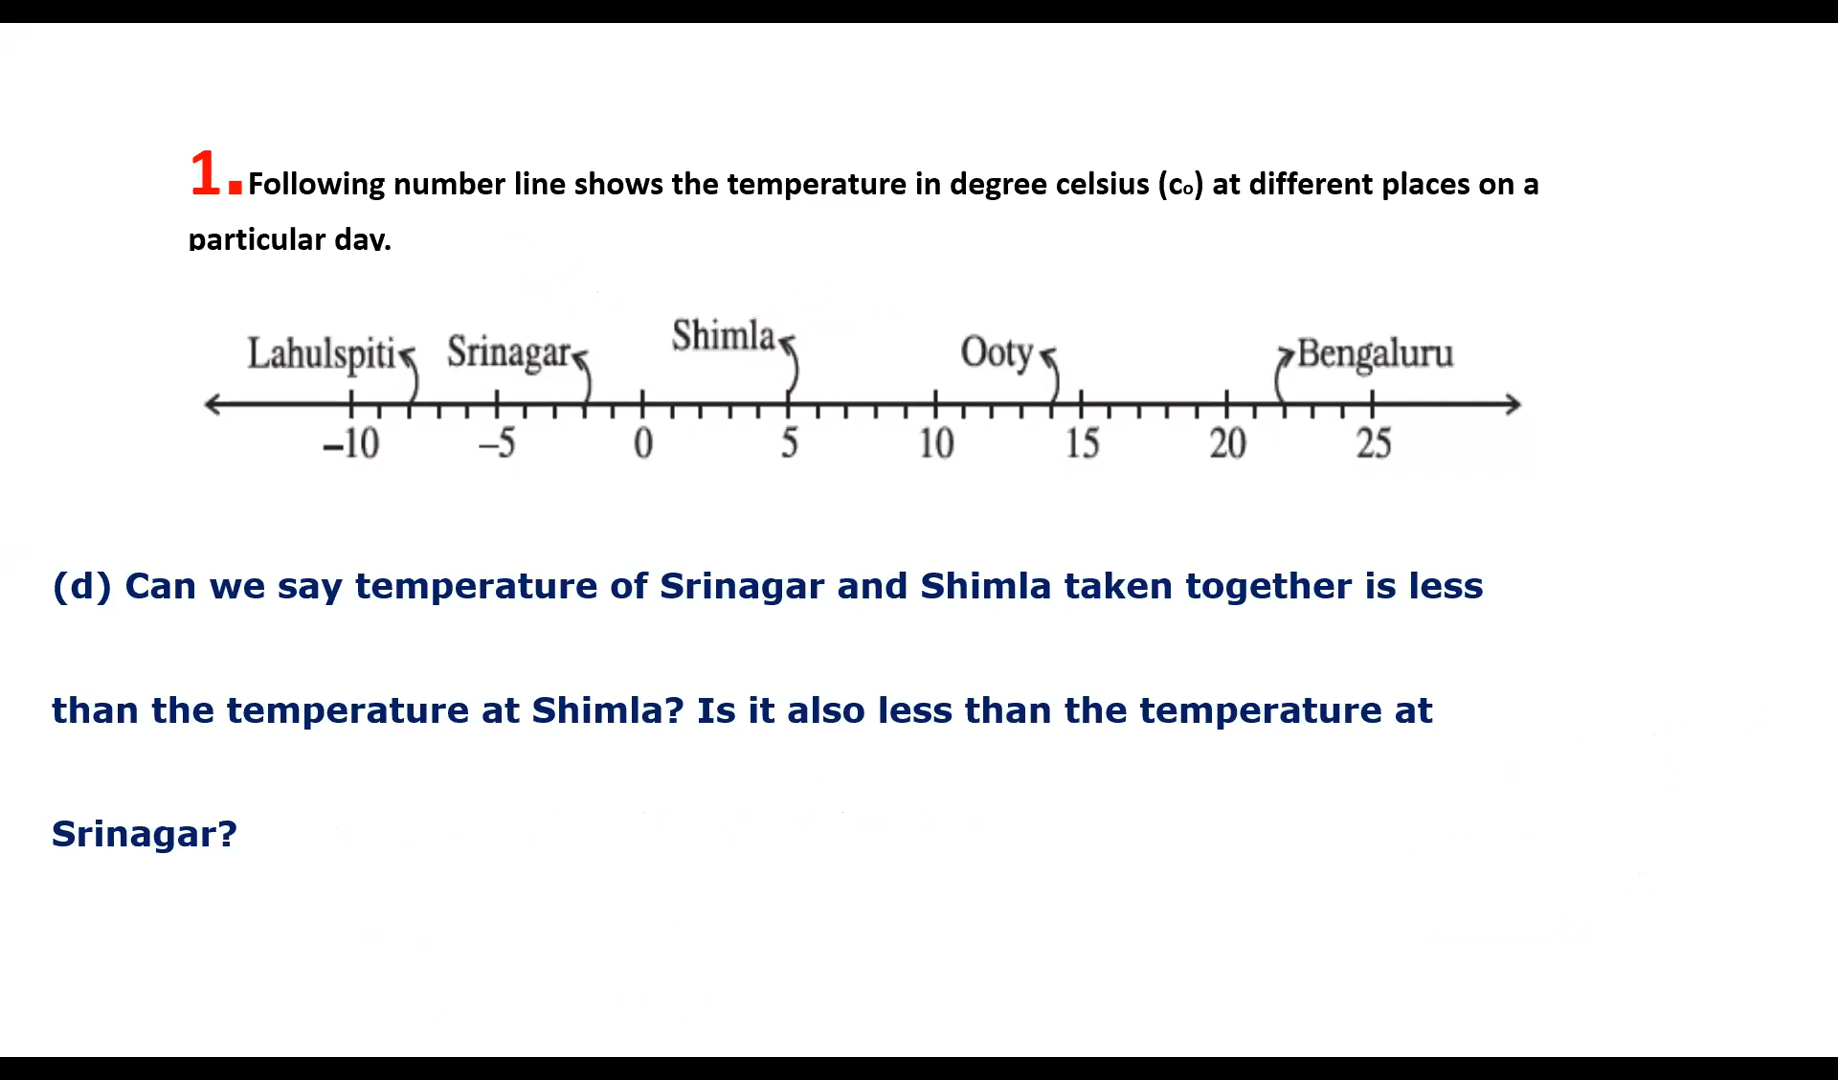 1. Following number line shows the temperature in degree celsius (co) at different places on a
particular day.
Lahulspiti Srinagar Shimla Ooty Bengaluru
–10 –5 0 5 10 15 20 25
(d) Can we say temperature of Srinagar and Shimla taken together is less
than the temperature at Shimla? Is it also less than the temperature at
Srinagar?